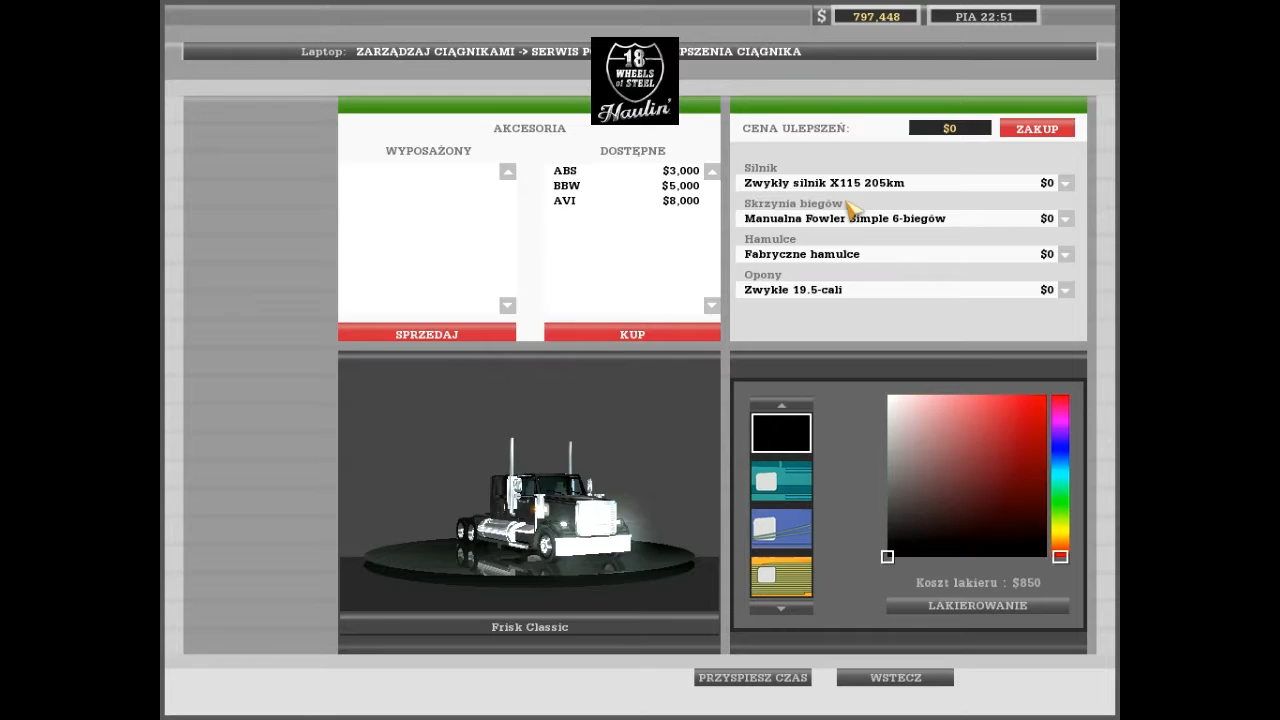 $ 797,448 PIA 22:51
Laptop: ZARZĄDZAJ CIĄGNIKAMI -> SERWIS PSZENIA CIĄGNIKA
18
WHEELS
of STEEL
Haulin'
AKCESORIA
WYPOSAŻONY DOSTĘPNE
ABS $3,000
BBW $5,000
AVI $8,000
SPRZEDAJ KUP
CENA ULEPSZEŃ: $0 ZAKUP
Silnik
Zwykły silnik X115 205km $0
Skrzynia biegów
Manualna Fowler Simple 6-biegów $0
Hamulce
Fabryczne hamulce $0
Opony
Zwykłe 19.5-cali $0
Frisk Classic
Koszt lakieru : $850
LAKIEROWANIE
PRZYSPIESZ CZAS WSTECZ